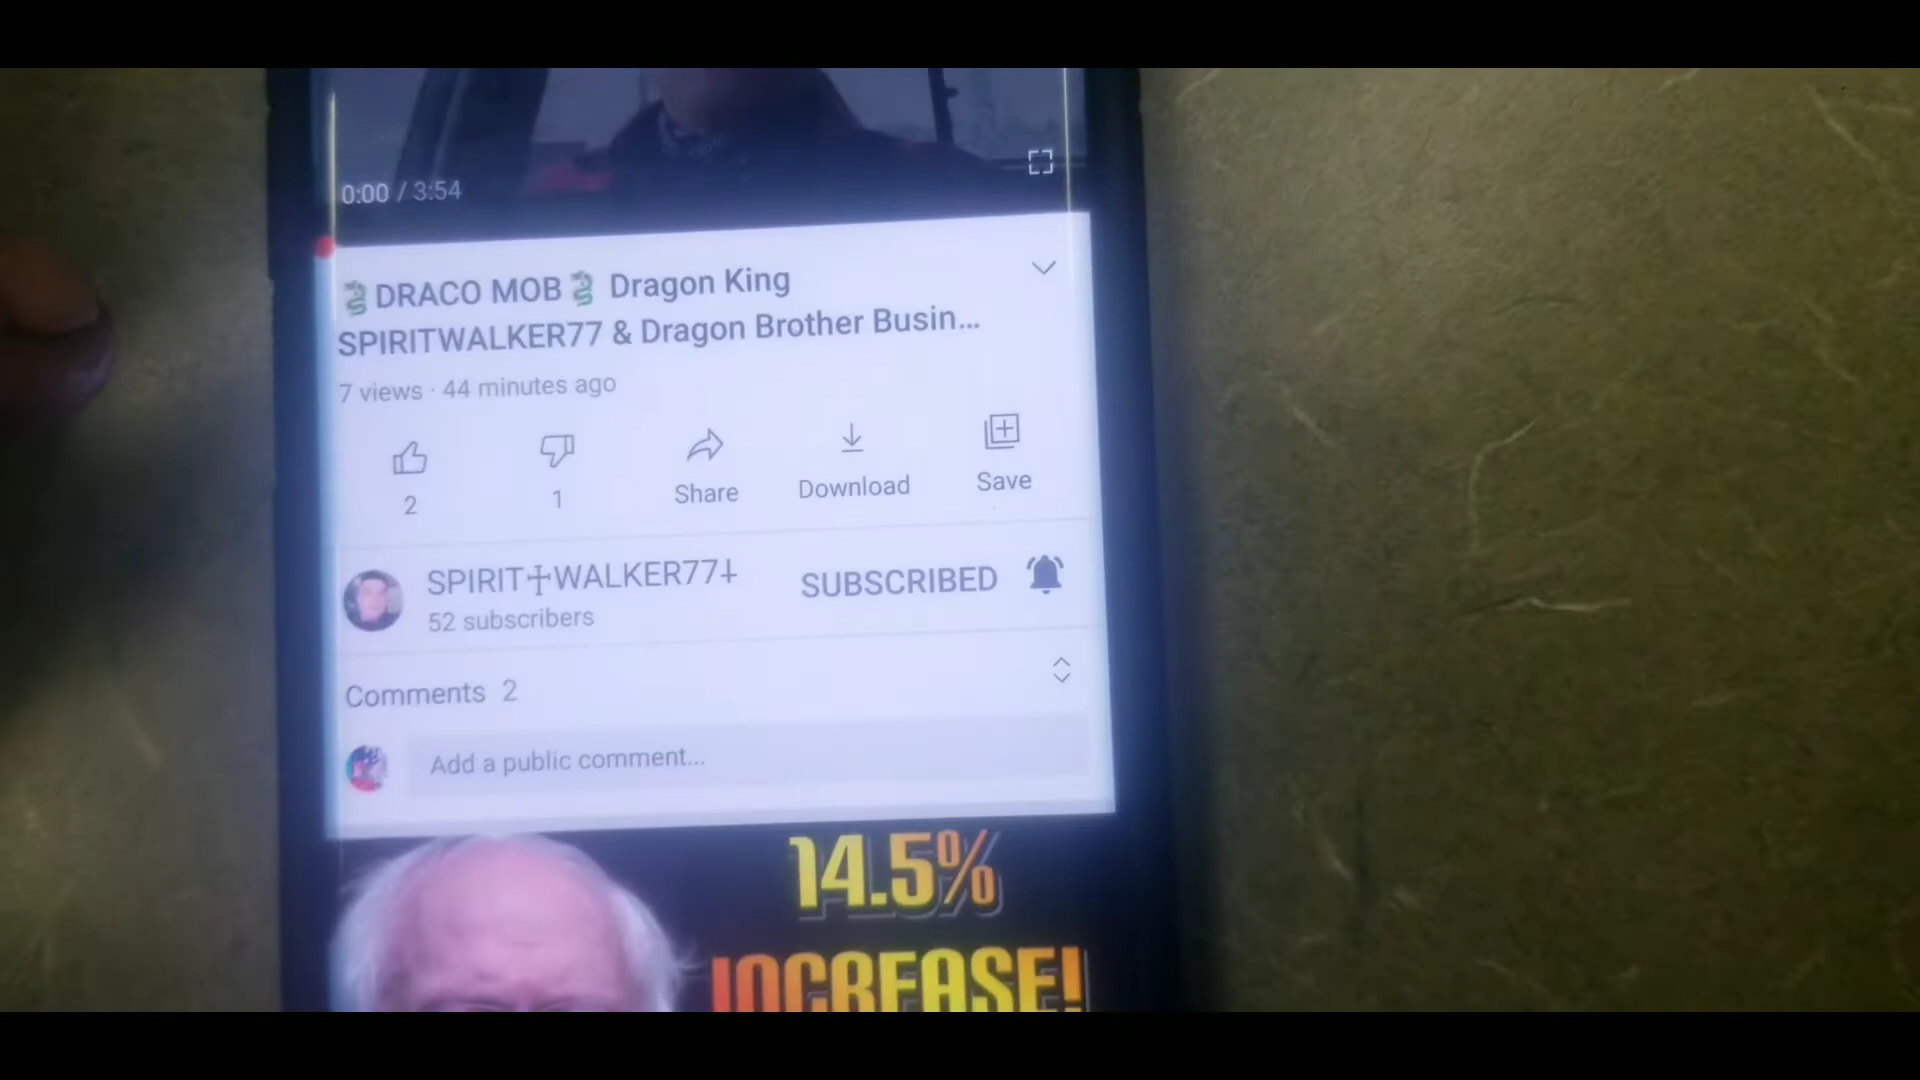 0:00 / 3:54
🐉DRACO MOB🐉 Dragon King
SPIRITWALKER77 & Dragon Brother Busin...
7 views · 44 minutes ago
2
1
Share
Download
Save
SPIRIT☥WALKER77⸸
SUBSCRIBED
52 subscribers
Comments 2
Add a public comment...
14.5%
INCREASE!